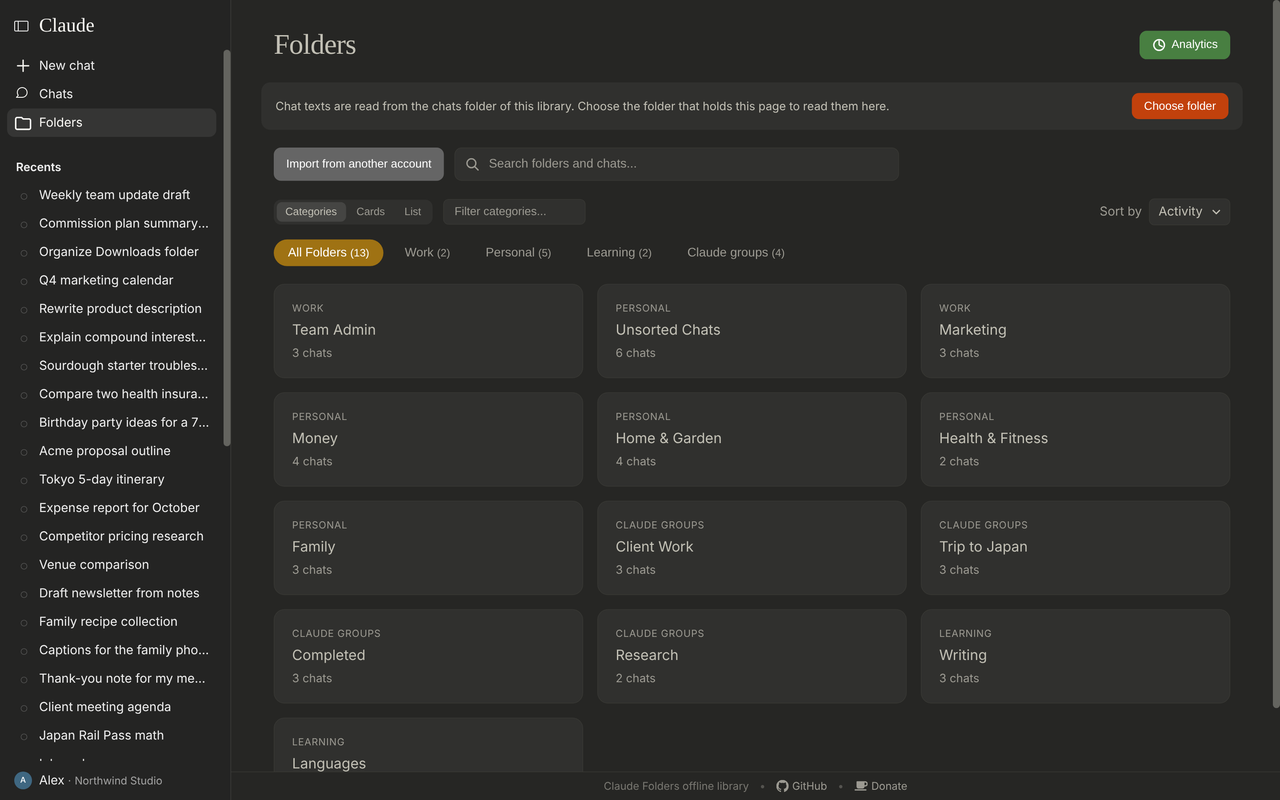 Claude
New chat
Chats
Folders
Recents
Weekly team update draft
Commission plan summary...
Organize Downloads folder
Q4 marketing calendar
Rewrite product description
Explain compound interest...
Sourdough starter troubles...
Compare two health insura...
Birthday party ideas for a 7...
Acme proposal outline
Tokyo 5-day itinerary
Expense report for October
Competitor pricing research
Venue comparison
Draft newsletter from notes
Family recipe collection
Captions for the family pho...
Thank-you note for my me...
Client meeting agenda
Japan Rail Pass math
A Alex · Northwind Studio
Folders
Analytics
Chat texts are read from the chats folder of this library. Choose the folder that holds this page to read them here.
Choose folder
Import from another account
Search folders and chats...
Categories Cards List Filter categories...
Sort by Activity
All Folders (13) Work (2) Personal (5) Learning (2) Claude groups (4)
WORK
Team Admin
3 chats
PERSONAL
Unsorted Chats
6 chats
WORK
Marketing
3 chats
PERSONAL
Money
4 chats
PERSONAL
Home & Garden
4 chats
PERSONAL
Health & Fitness
2 chats
PERSONAL
Family
3 chats
CLAUDE GROUPS
Client Work
3 chats
CLAUDE GROUPS
Trip to Japan
3 chats
CLAUDE GROUPS
Completed
3 chats
CLAUDE GROUPS
Research
2 chats
LEARNING
Writing
3 chats
LEARNING
Languages
Claude Folders offline library • GitHub • Donate